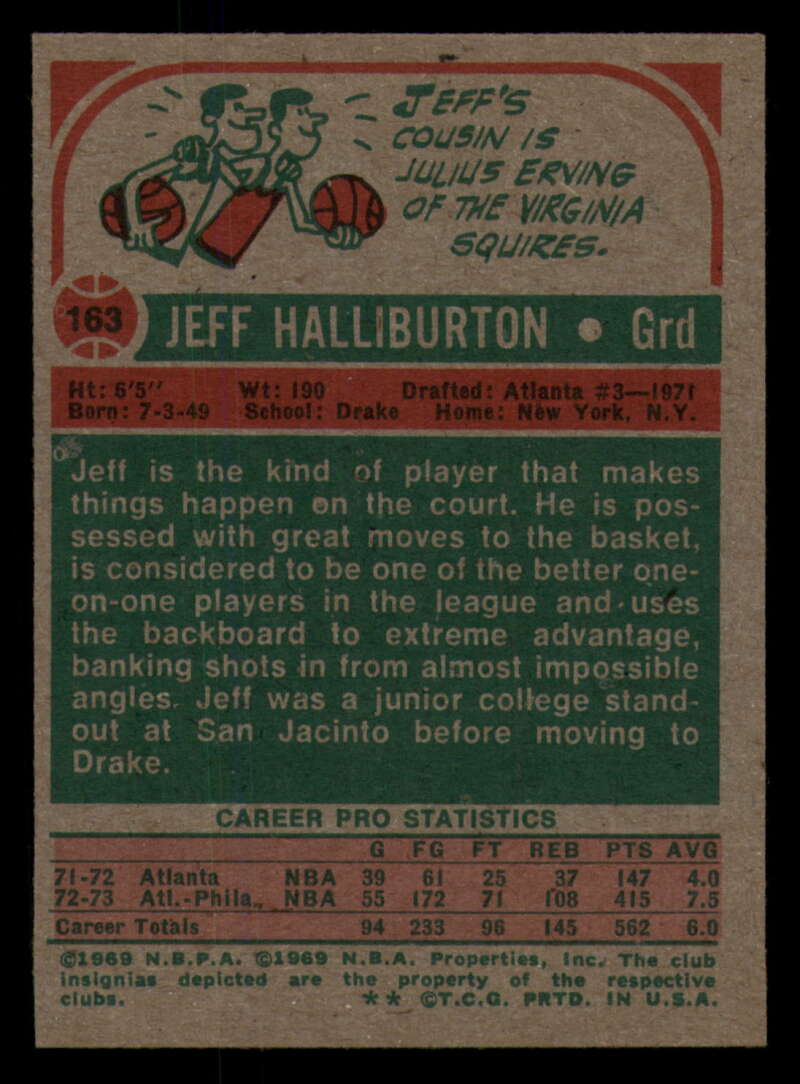 JEFF'S
COUSIN IS
JULIUS ERVING
OF THE VIRGINIA
SQUIRES.
163 JEFF HALLIBURTON • Grd
Ht: 6'5" Wt: 190 Drafted: Atlanta #3—1971
Born: 7-3-49 School: Drake Home: New York, N.Y.
Jeff is the kind of player that makes
things happen on the court. He is pos-
sessed with great moves to the basket,
is considered to be one of the better one-
on-one players in the league and uses
the backboard to extreme advantage,
banking shots in from almost impossible
angles. Jeff was a junior college stand-
out at San Jacinto before moving to
Drake.
CAREER PRO STATISTICS
G FG FT REB PTS AVG
71-72 Atlanta NBA 39 61 25 37 147 4.0
72-73 Atl.-Phila. NBA 55 172 71 108 415 7.5
Career Totals 94 233 96 145 562 6.0
©1969 N.B.P.A. ©1969 N.B.A. Properties, Inc. The club
insignias depicted are the property of the respective
clubs. ** ©T.C.G. PRTD. IN U.S.A.